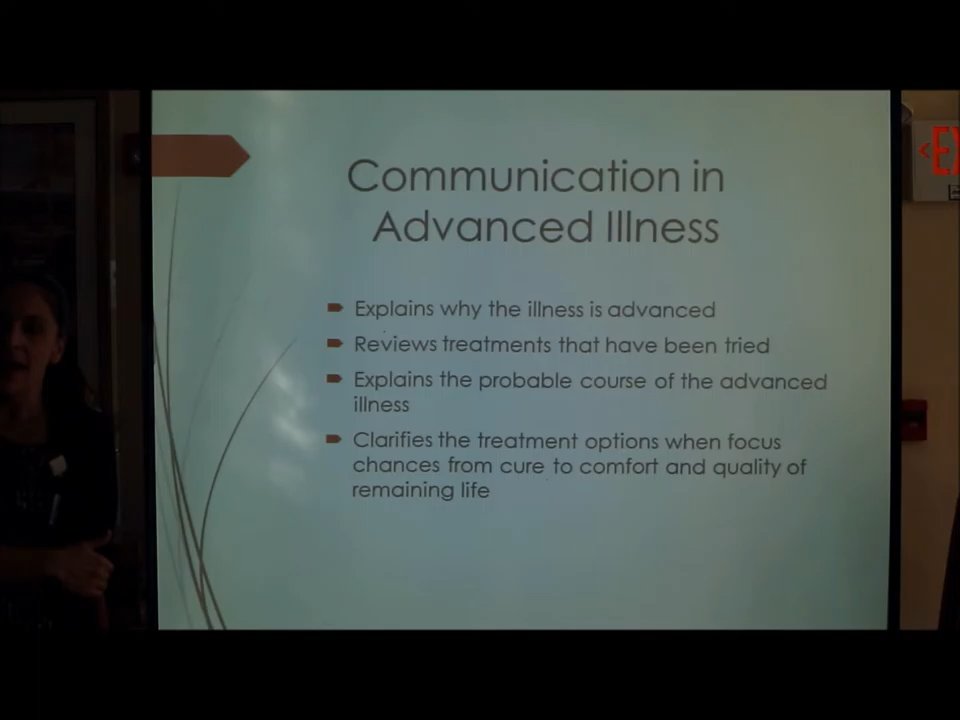 Communication in
Advanced Illness
Explains why the illness is advanced
Reviews treatments that have been tried
Explains the probable course of the advanced
illness
Clarifies the treatment options when focus
chances from cure to comfort and quality of
remaining life